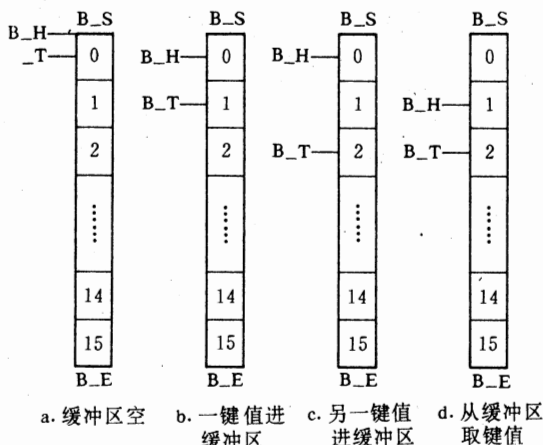 B_S B_S B_S B_S
B_H
_T 0 B_H 0 B_H 0 0
1 B_T 1 1 B_H 1
2 2 B_T 2 B_T 2
…… …… …… ……
14 14 14 14
15 15 15 15
B_E B_E B_E B_E
a. 缓冲区空 b. 一键值进 c. 另一键值 d. 从缓冲区
缓冲区 进缓冲区 取键值